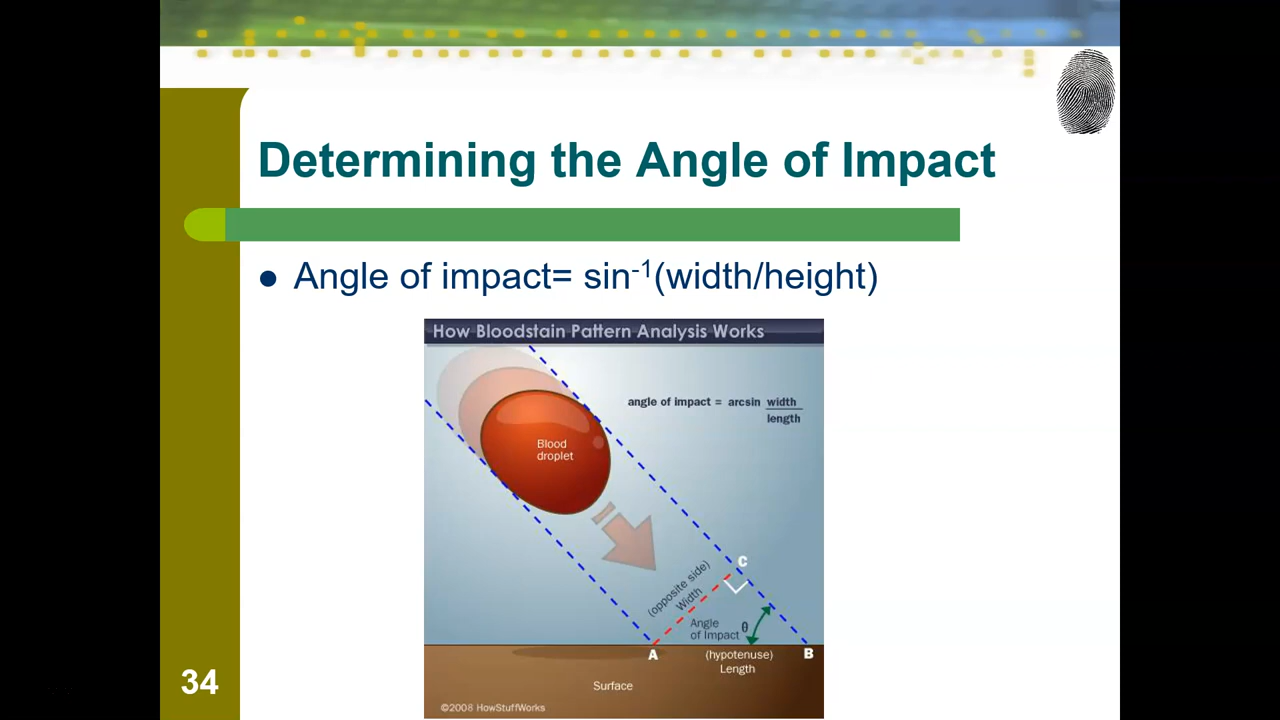 Determining the Angle of Impact
● Angle of impact= sin⁻¹(width/height)
How Bloodstain Pattern Analysis Works
angle of impact = arcsin width
length
Blood
droplet
C
(opposite side)
Width
Angle
of Impact θ
A
(hypotenuse)
B
Length
Surface
34
©2008 HowStuffWorks